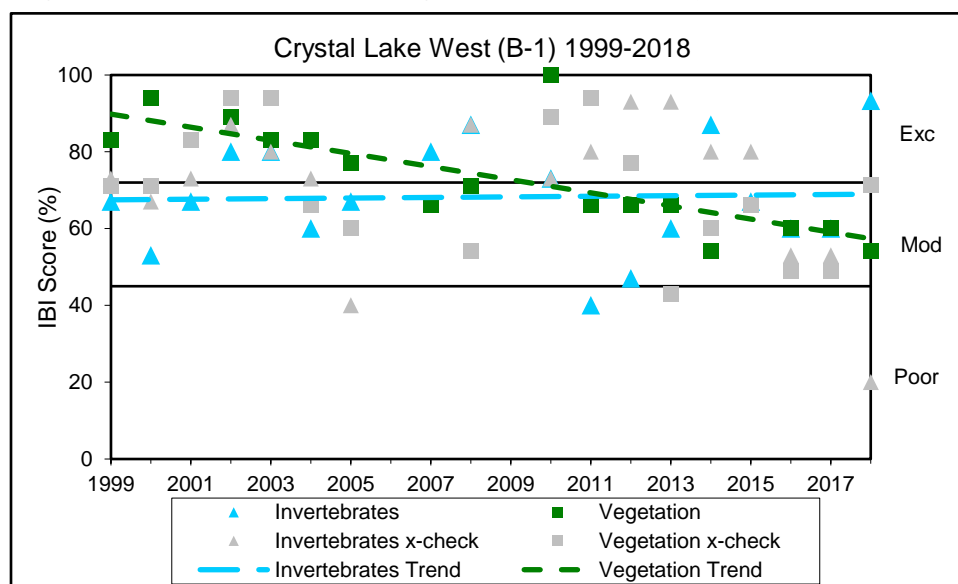 Crystal Lake West (B-1) 1999-2018
IBI Score (%)
100
80
60
40
20
0
Exc
Mod
Poor
1999 2001 2003 2005 2007 2009 2011 2013 2015 2017
Invertebrates Vegetation
Invertebrates x-check Vegetation x-check
Invertebrates Trend Vegetation Trend